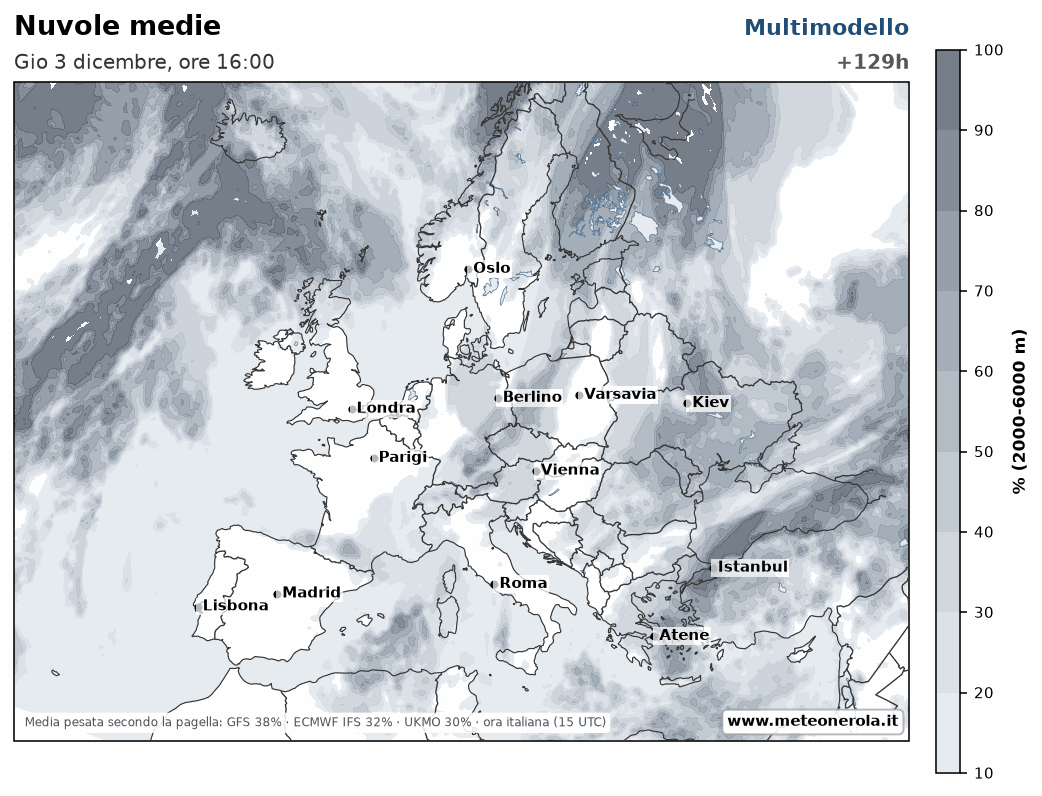 Nuvole medie
Multimodello
Gio 3 dicembre, ore 16:00
+129h
100
90
80
70
60
50
40
30
20
10
% (2000-6000 m)
Oslo
Londra
Berlino
Varsavia
Kiev
Parigi
Vienna
Istanbul
Roma
Madrid
Lisbona
Atene
Media pesata secondo la pagella: GFS 38% · ECMWF IFS 32% · UKMO 30% · ora italiana (15 UTC)
www.meteonerola.it